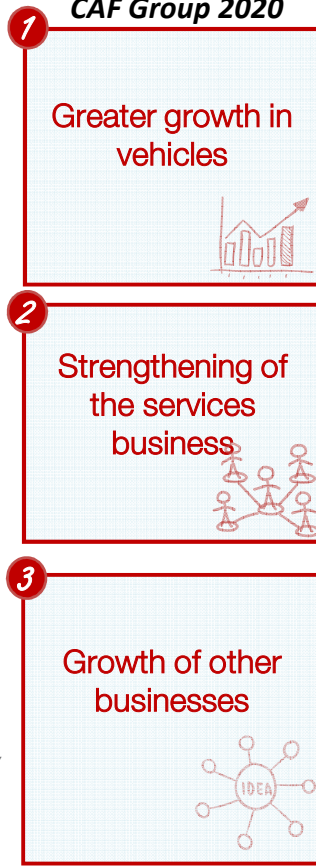 CAF Group 2020
1
Greater growth in
vehicles
2
Strengthening of
the services
business
3
Growth of other
businesses
IDEA